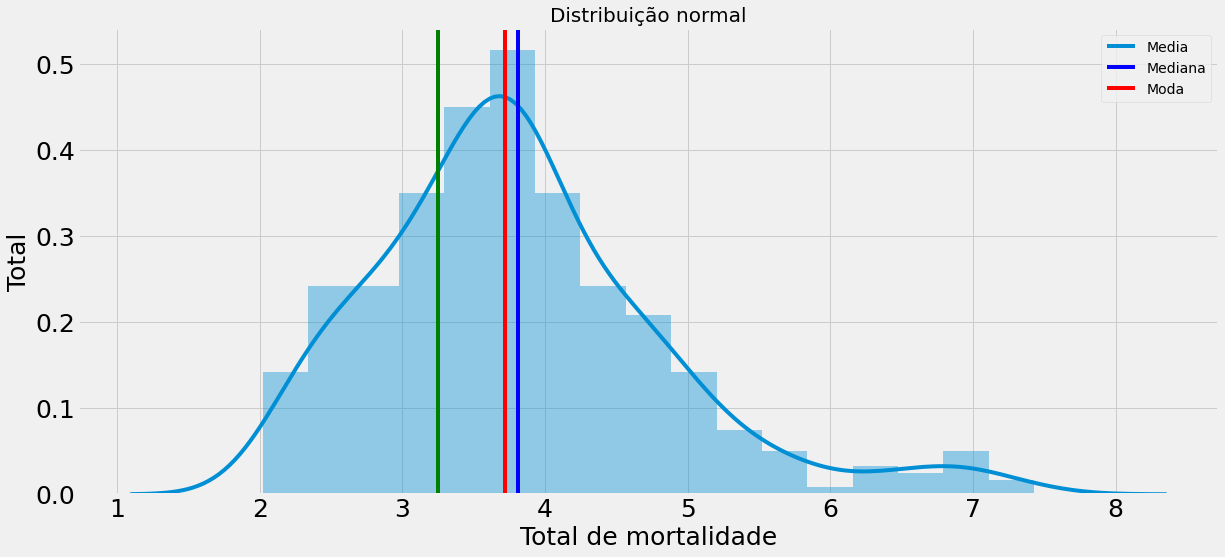 Distribuição normal
Media
Mediana
Moda
0.5
0.4
0.3
0.2
0.1
0.0
Total
1 2 3 4 5 6 7 8
Total de mortalidade